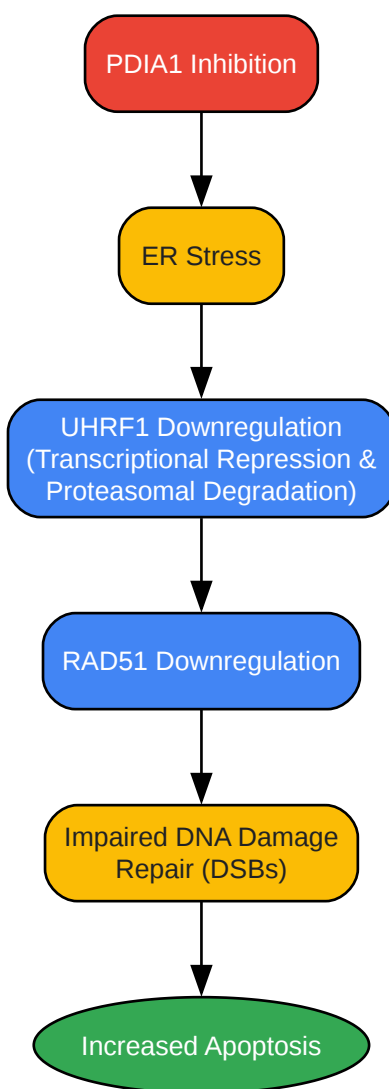 PDIA1 Inhibition
ER Stress
UHRF1 Downregulation
(Transcriptional Repression &
Proteasomal Degradation)
RAD51 Downregulation
Impaired DNA Damage
Repair (DSBs)
Increased Apoptosis